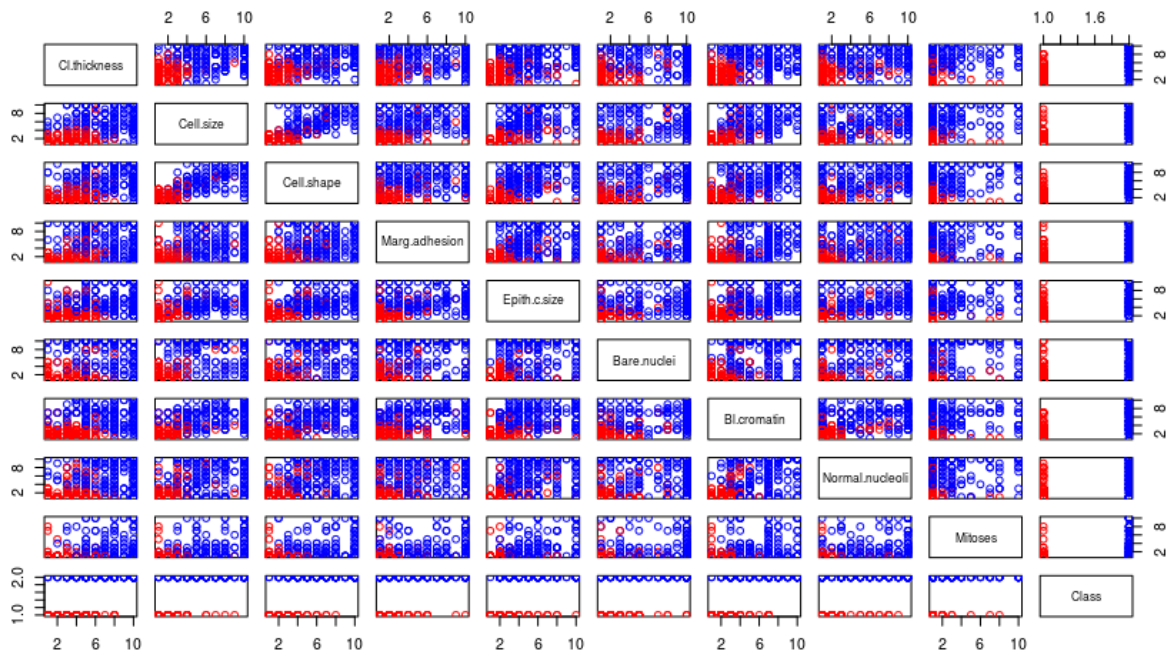 2 6 10 2 6 10 2 6 10 2 6 10 1.0 1.6
Cl.thickness 2 8
2 8 Cell.size
Cell.shape 2 8
2 8 Marg.adhesion
Epith.c.size 2 8
2 8 Bare.nuclei
Bl.cromatin 2 8
2 8 Normal.nucleoli
Mitoses 2 8
1.0 2.0 Class
2 6 10 2 6 10 2 6 10 2 6 10 2 6 10